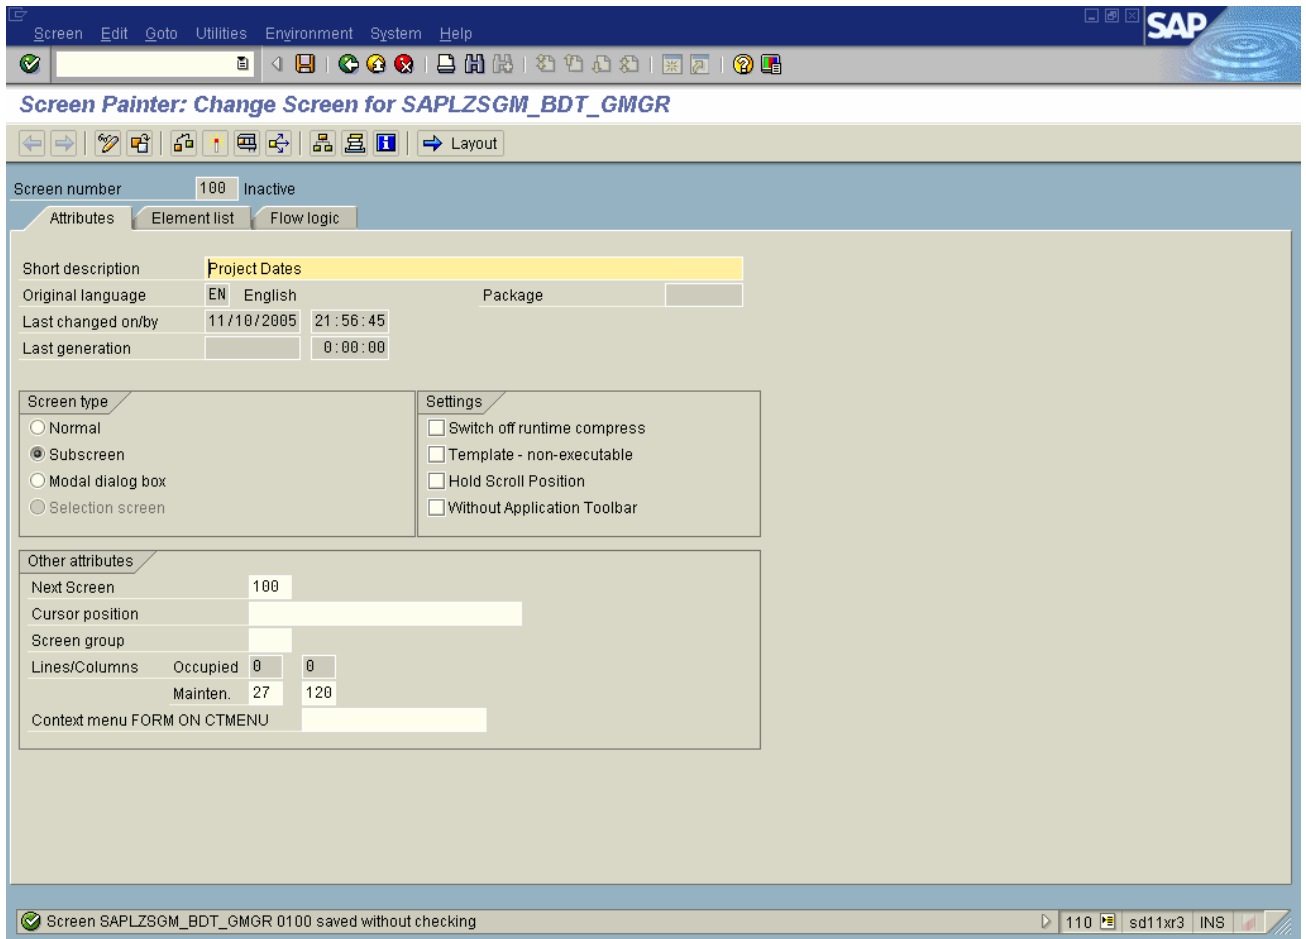 Screen Edit Goto Utilities Environment System Help
SAP
Screen Painter: Change Screen for SAPLZSGM_BDT_GMGR
Layout
Screen number 100 Inactive
Attributes Element list Flow logic
Short description Project Dates
Original language EN English Package
Last changed on/by 11/10/2005 21:56:45
Last generation 0:00:00
Screen type
Normal
Subscreen
Modal dialog box
Selection screen
Settings
Switch off runtime compress
Template - non-executable
Hold Scroll Position
Without Application Toolbar
Other attributes
Next Screen 100
Cursor position
Screen group
Lines/Columns Occupied 0 0
Mainten. 27 120
Context menu FORM ON CTMENU
Screen SAPLZSGM_BDT_GMGR 0100 saved without checking
110 sd11xr3 INS